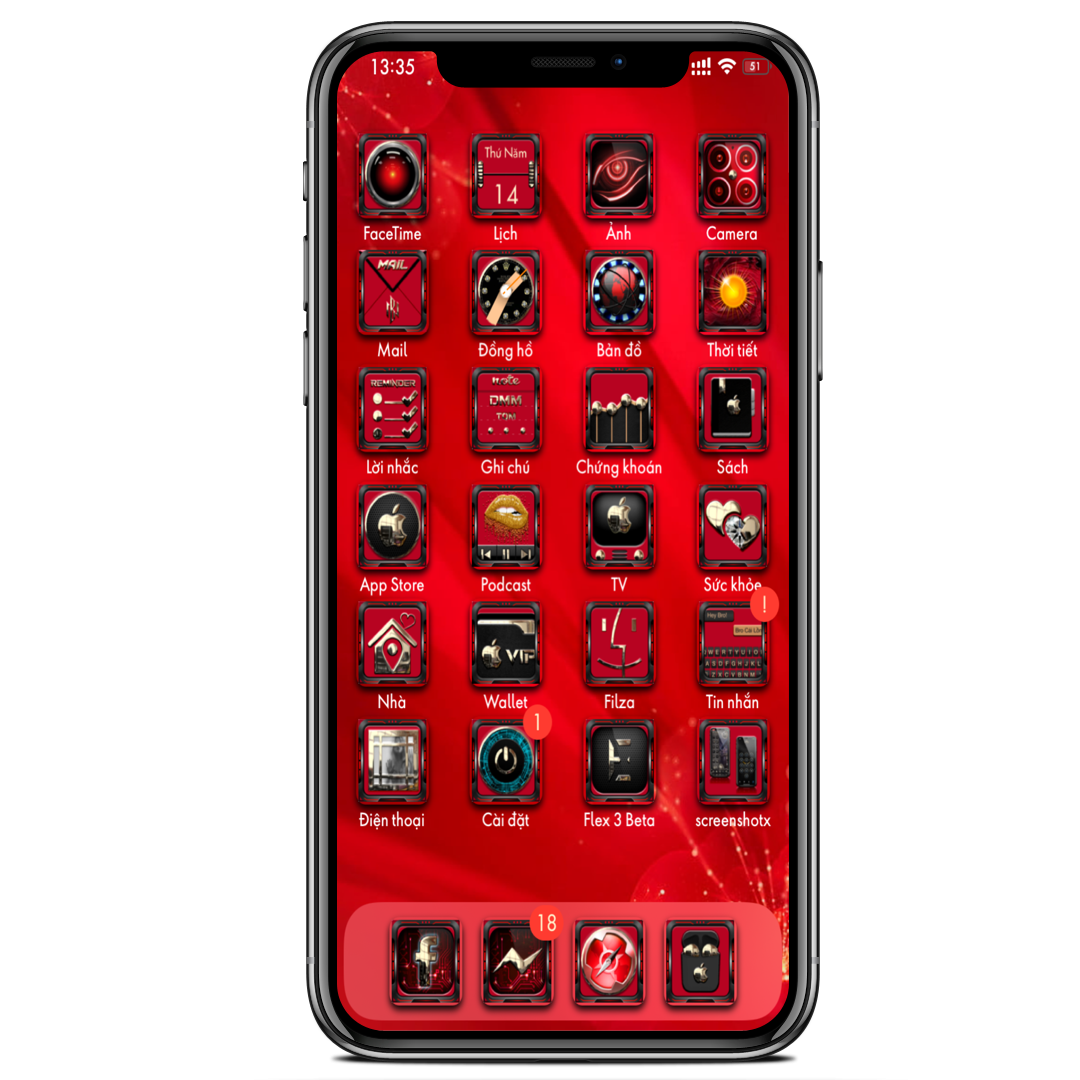 13:35
51
Thứ Năm
14
FaceTime
Lịch
Ảnh
Camera
MAIL
Mail
Đồng hồ
Bản đồ
Thời tiết
REMINDER
note
DMM
Lời nhắc
Ghi chú
Chứng khoán
Sách
App Store
Podcast
TV
Sức khỏe
!
Hey Bro!
VIP
Q W E R T Y U I O
A S D F G H J K L
Z X C V B N M
Nhà
Wallet
Filza
Tin nhắn
1
Điện thoại
Cài đặt
Flex 3 Beta
screenshotx
18